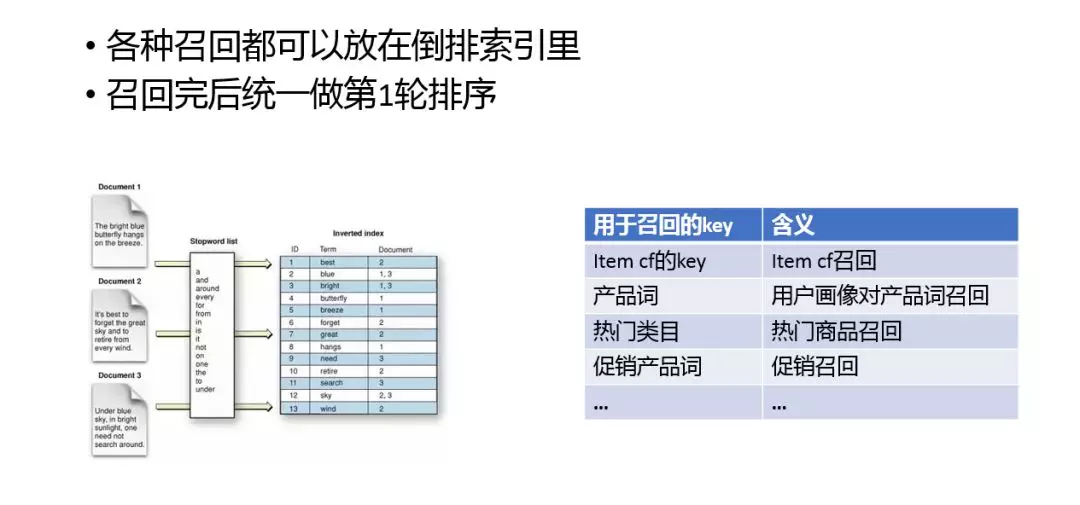 • 各种召回都可以放在倒排索引里
• 召回完后统一做第1轮排序
Document 1
The bright blue
butterfly hangs
on the breeze.
Document 2
It's best to
forget the great
sky and to
retire from
every wind.
Document 3
Under blue
sky, in bright
sunlight, one
need not
search around.
Stopword list
a
and
around
every
for
from
in
is
it
not
on
one
the
to
under
Inverted index
ID Term Document
1 best 2
2 blue 1, 3
3 bright 1, 3
4 butterfly 1
5 breeze 1
6 forget 2
7 great 2
8 hangs 1
9 need 3
10 retire 2
11 search 3
12 sky 2, 3
13 wind 2
用于召回的key 含义
Item cf的key Item cf召回
产品词 用户画像对产品词召回
热门类目 热门商品召回
促销产品词 促销召回
... ...